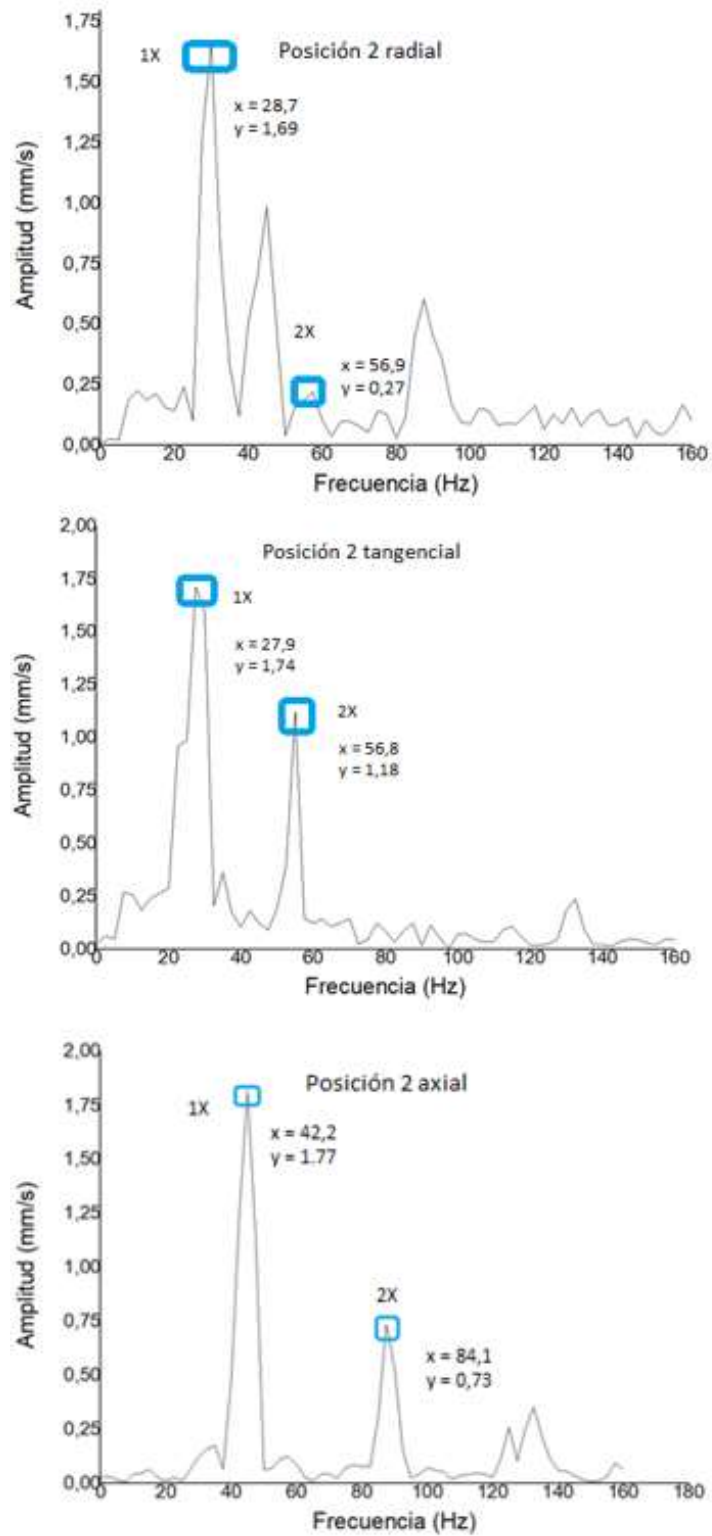 1,75
1X
Posición 2 radial
1,50
x = 28,7
y = 1,69
1,25
1,00
0,75
2X
0,50
x = 56,9
y = 0,27
0,25
0,00
0 20 40 60 80 100 120 140 160
Amplitud (mm/s)
Frecuencia (Hz)
2,00
Posición 2 tangencial
1,75
1X
1,50
x = 27,9
y = 1,74
1,25
2X
1,00
x = 56,8
y = 1,18
0,75
0,50
0,25
0,00
0 20 40 60 80 100 120 140 160
Amplitud (mm/s)
Frecuencia (Hz)
2,00
Posición 2 axial
1,75
1X
x = 42,2
y = 1.77
1,50
1,25
1,00
0,75
2X
x = 84,1
y = 0,73
0,50
0,25
0,00
0 20 40 60 80 100 120 140 160 180
Amplitud (mm/s)
Frecuencia (Hz)